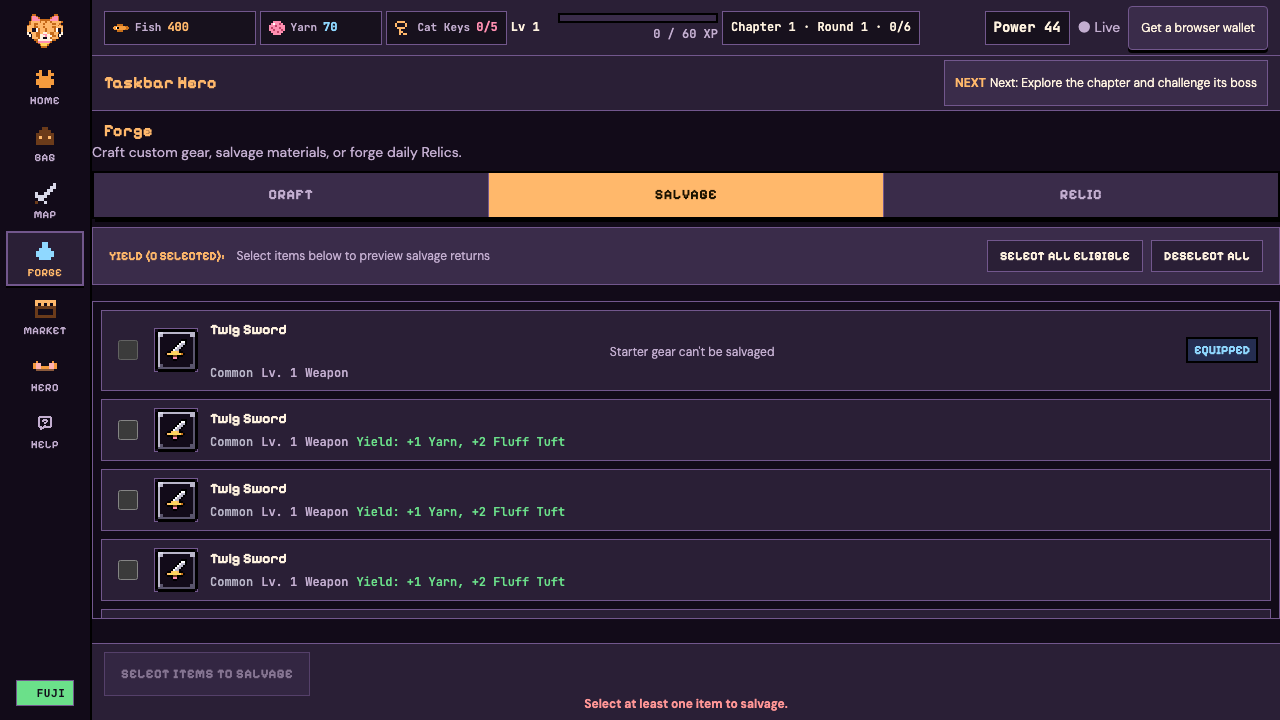 Fish 400
Yarn 70
Cat Keys 0/5
Lv 1
0 / 60 XP
Chapter 1 · Round 1 · 0/6
Power 44
Live
Get a browser wallet
HOME
BAG
MAP
FORGE
MARKET
HERO
HELP
FUJI
Taskbar Hero
NEXT Next: Explore the chapter and challenge its boss
Forge
Craft custom gear, salvage materials, or forge daily Relics.
CRAFT
SALVAGE
RELIC
YIELD (0 SELECTED):
Select items below to preview salvage returns
SELECT ALL ELIGIBLE
DESELECT ALL
Twig Sword
Common Lv. 1 Weapon
Starter gear can't be salvaged
EQUIPPED
Twig Sword
Common Lv. 1 Weapon Yield: +1 Yarn, +2 Fluff Tuft
Twig Sword
Common Lv. 1 Weapon Yield: +1 Yarn, +2 Fluff Tuft
Twig Sword
Common Lv. 1 Weapon Yield: +1 Yarn, +2 Fluff Tuft
SELECT ITEMS TO SALVAGE
Select at least one item to salvage.